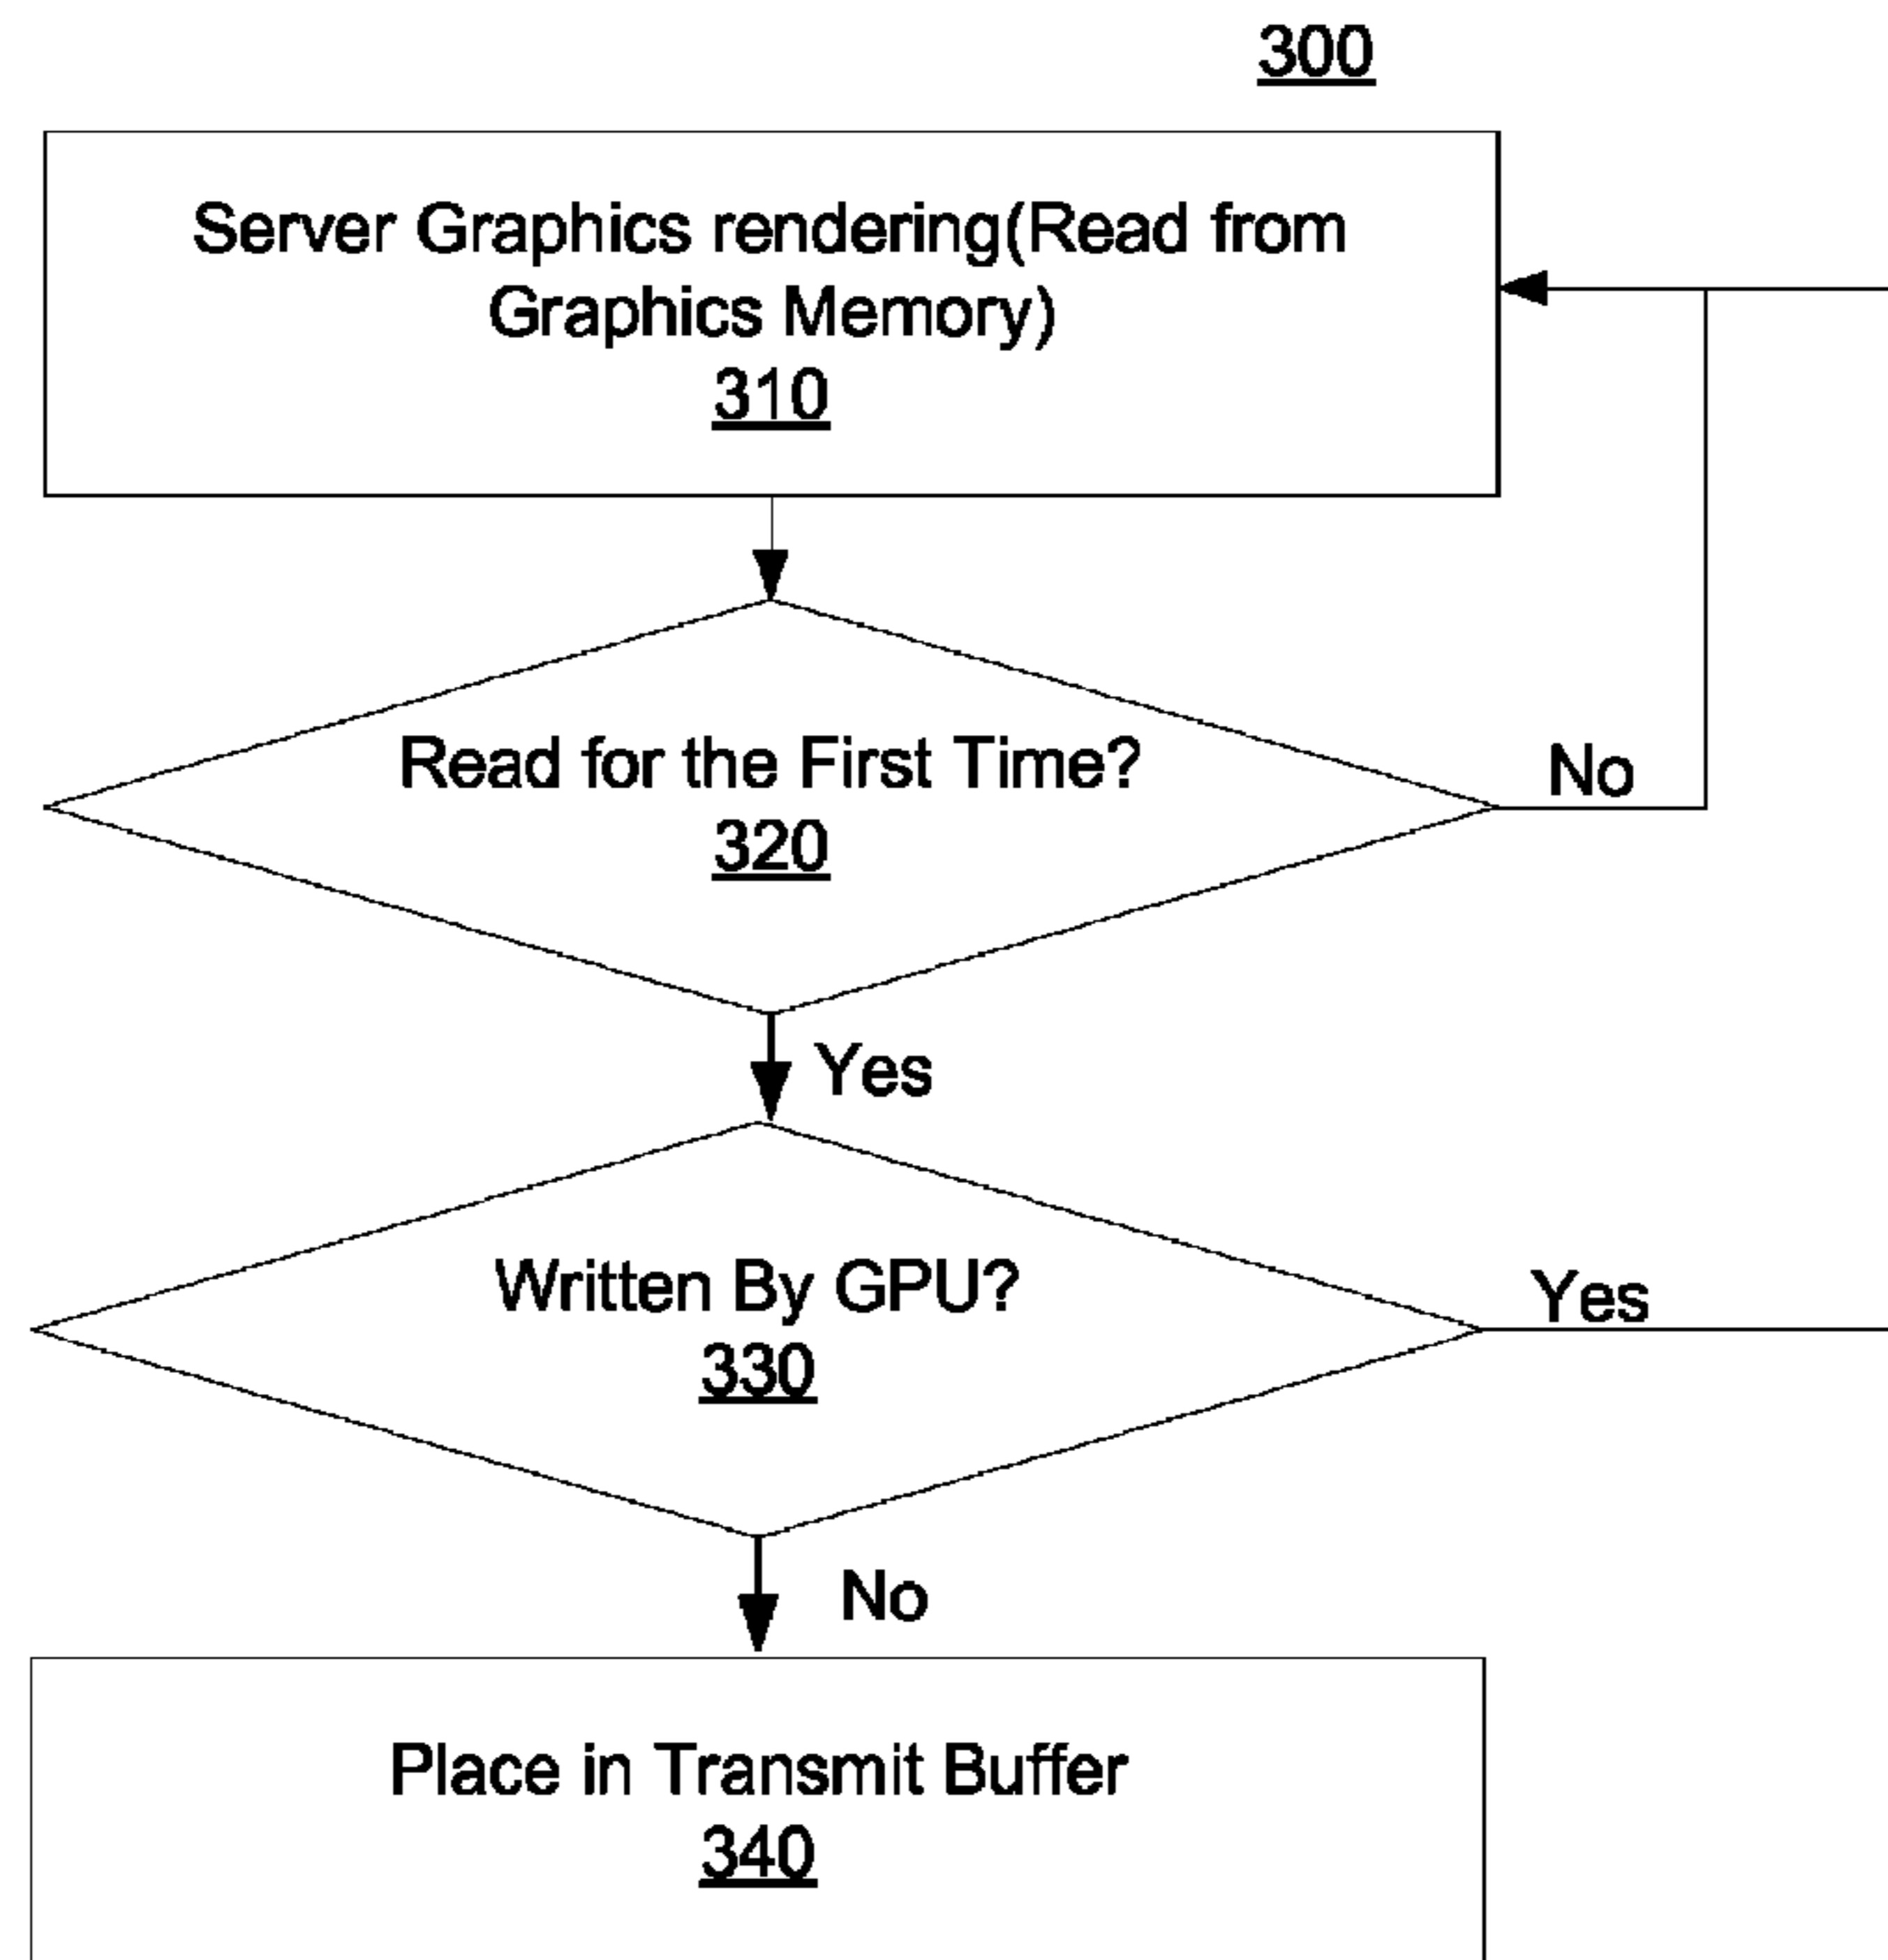 300
Server Graphics rendering(Read from
Graphics Memory)
310
Read for the First Time?
320
No
Yes
Written By GPU?
330
Yes
No
Place in Transmit Buffer
340